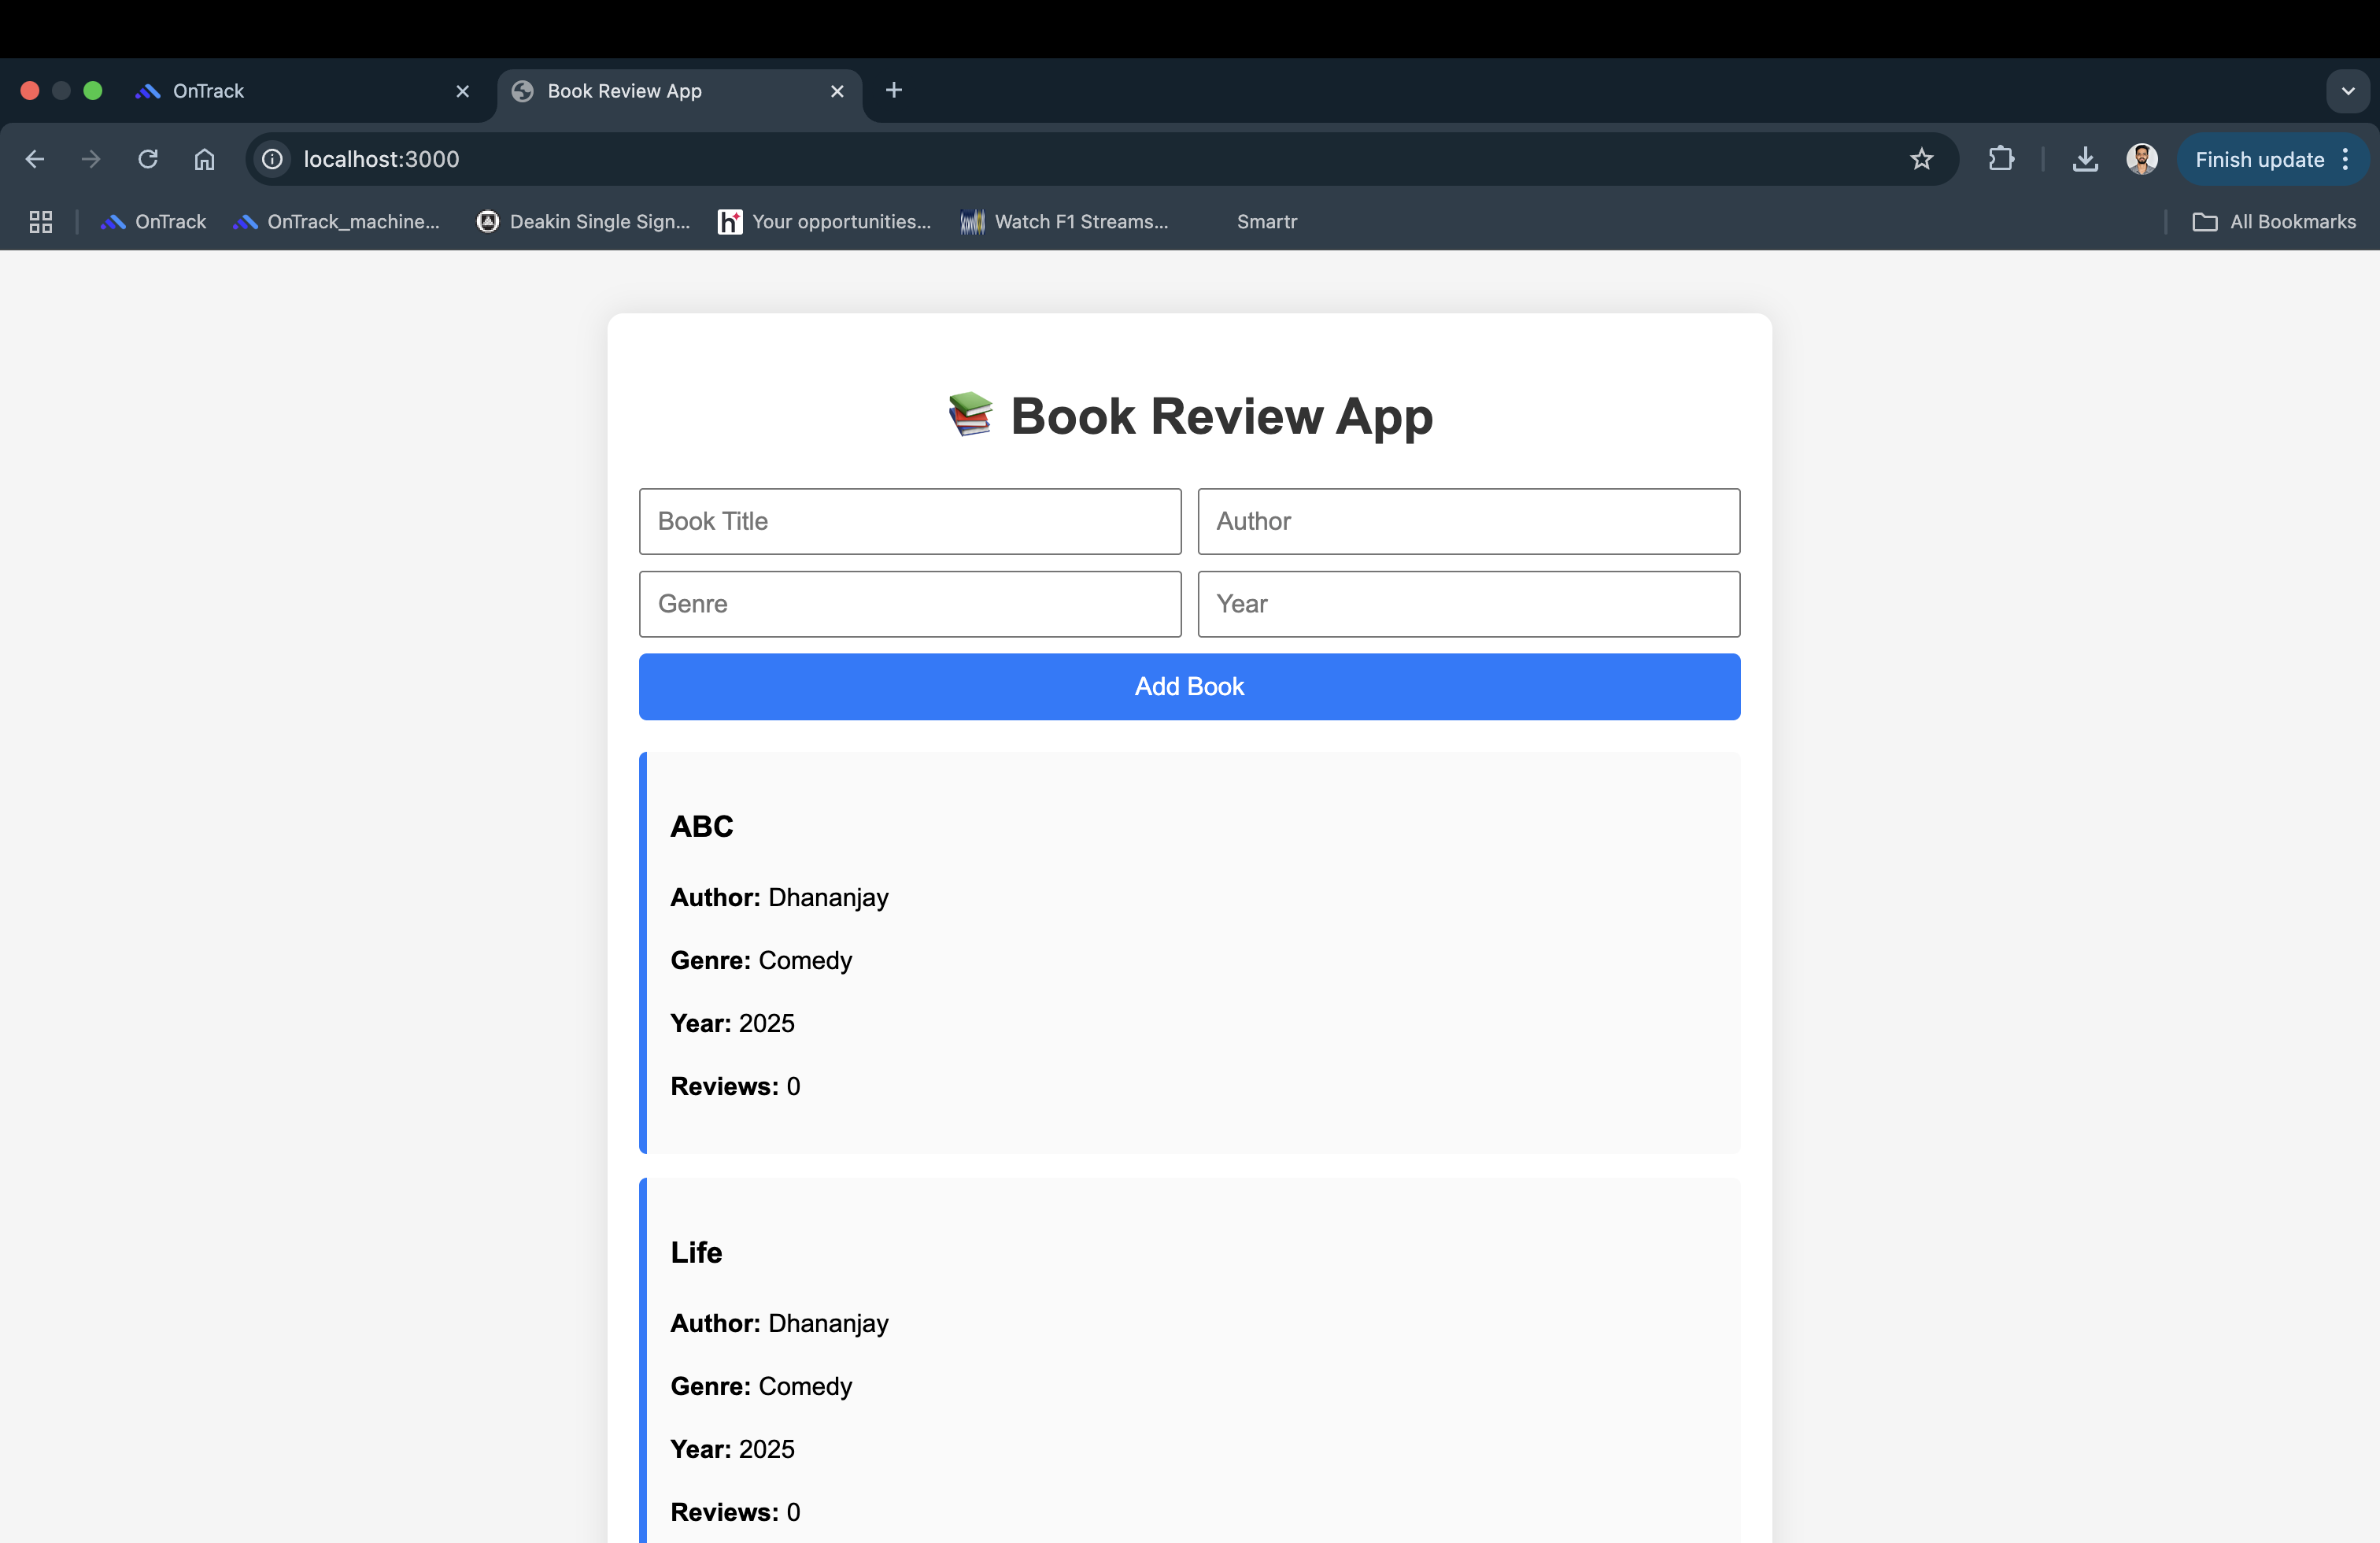 OnTrack
Book Review App
localhost:3000
Finish update
OnTrack
OnTrack_machine...
Deakin Single Sign...
Your opportunities...
Watch F1 Streams...
Smartr
All Bookmarks
📚 Book Review App
Book Title
Author
Genre
Year
Add Book
ABC
Author: Dhananjay
Genre: Comedy
Year: 2025
Reviews: 0
Life
Author: Dhananjay
Genre: Comedy
Year: 2025
Reviews: 0